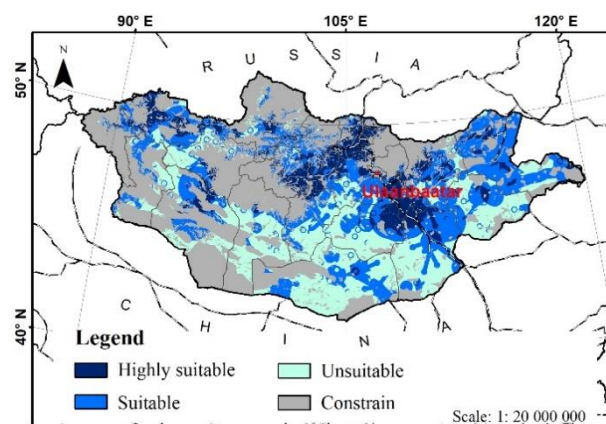 90° E 105° E 120° E
N
50° N
R U S S I A
Ulaanbaatar
40° N
C H I N A
Legend
Highly suitable Unsuitable
Suitable Constrain
Scale: 1: 20 000 000